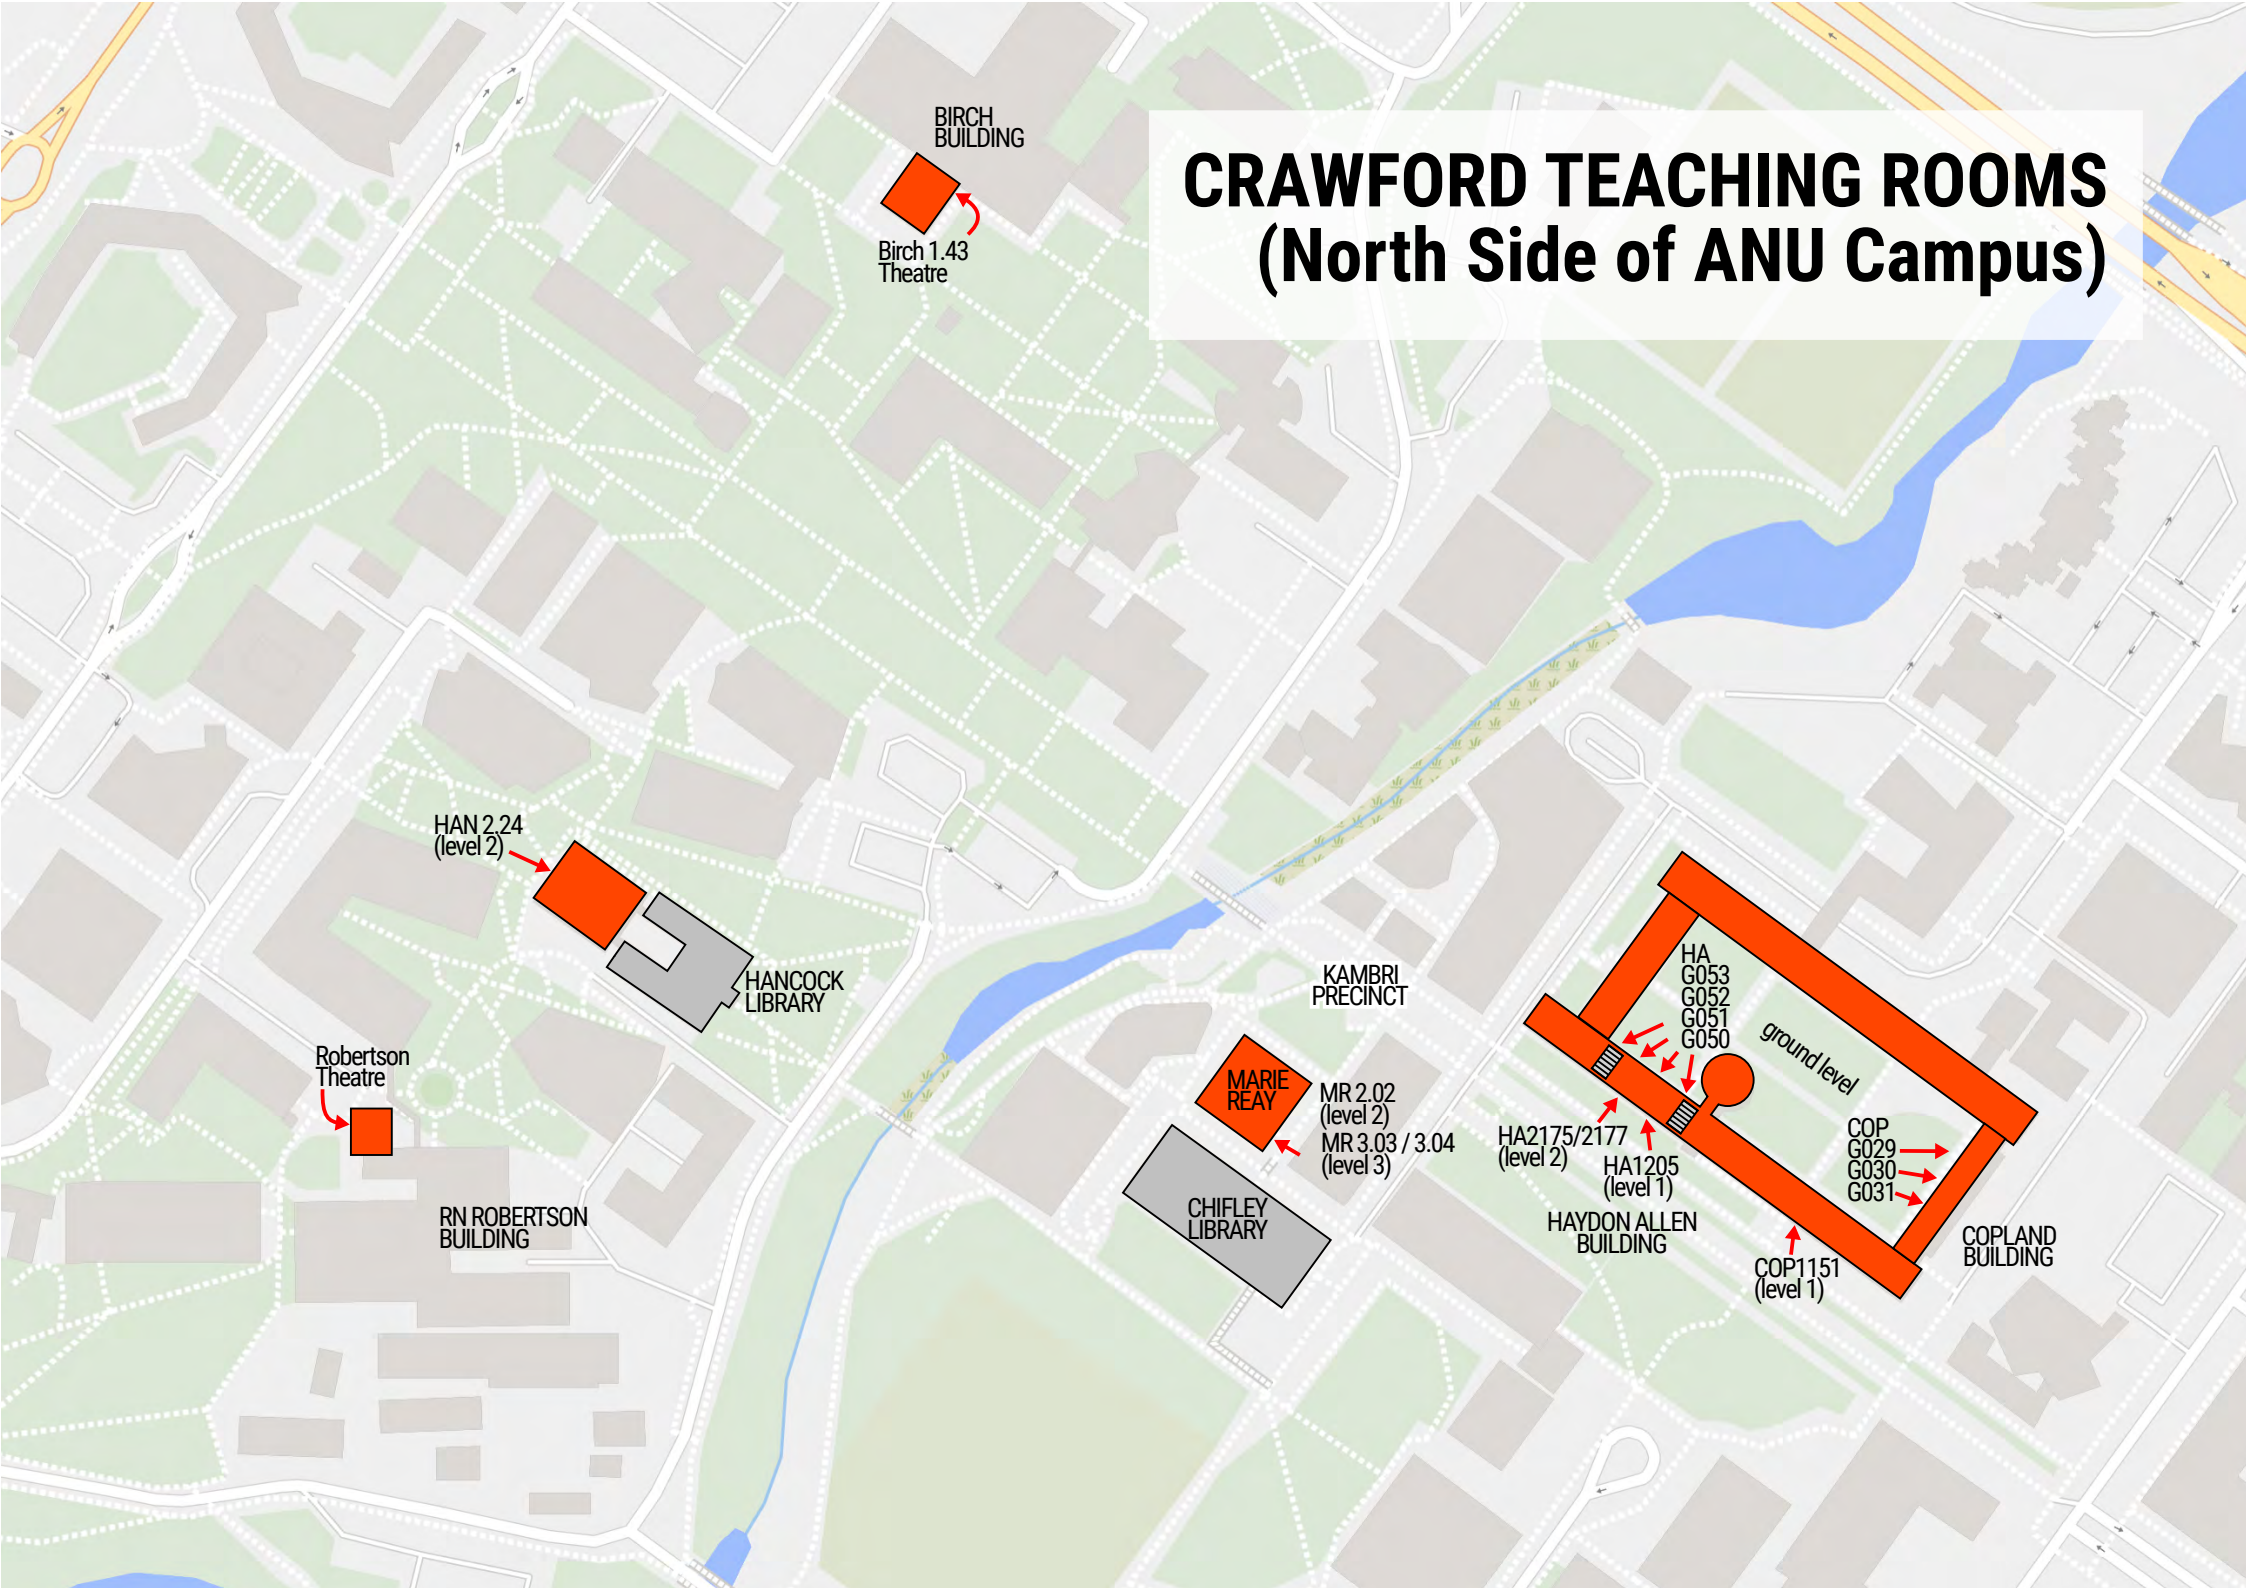 BIRCH
BUILDING
CRAWFORD TEACHING ROOMS
(North Side of ANU Campus)
Birch 1.43
Theatre
HAN 2.24
(level 2)
HANCOCK
LIBRARY
Robertson
Theatre
RN ROBERTSON
BUILDING
KAMBRI
PRECINCT
MARIE
REAY
MR 2.02
(level 2)
MR 3.03 / 3.04
(level 3)
CHIFLEY
LIBRARY
HA
G053
G052
G051
G050
ground level
HA2175/2177
(level 2)
HA1205
(level 1)
HAYDON ALLEN
BUILDING
COP
G029
G030
G031
COPLAND
BUILDING
COP1151
(level 1)